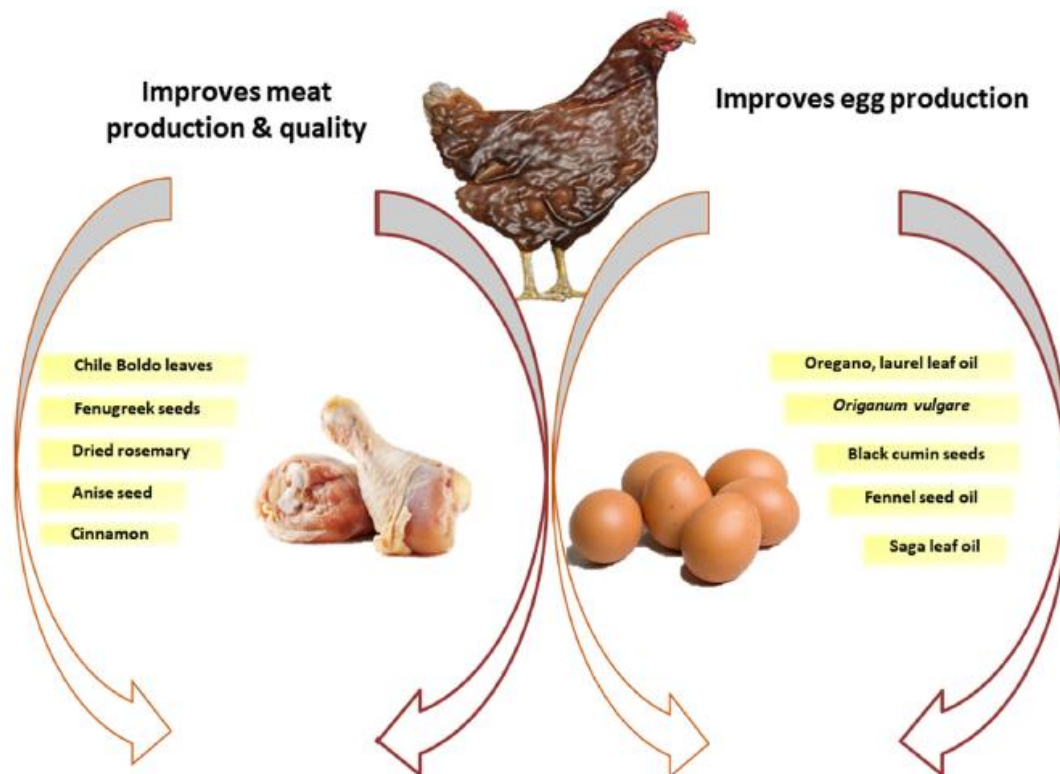 Improves meat
production & quality
Improves egg production
Chile Boldo leaves
Fenugreek seeds
Dried rosemary
Anise seed
Cinnamon
Oregano, laurel leaf oil
Origanum vulgare
Black cumin seeds
Fennel seed oil
Saga leaf oil